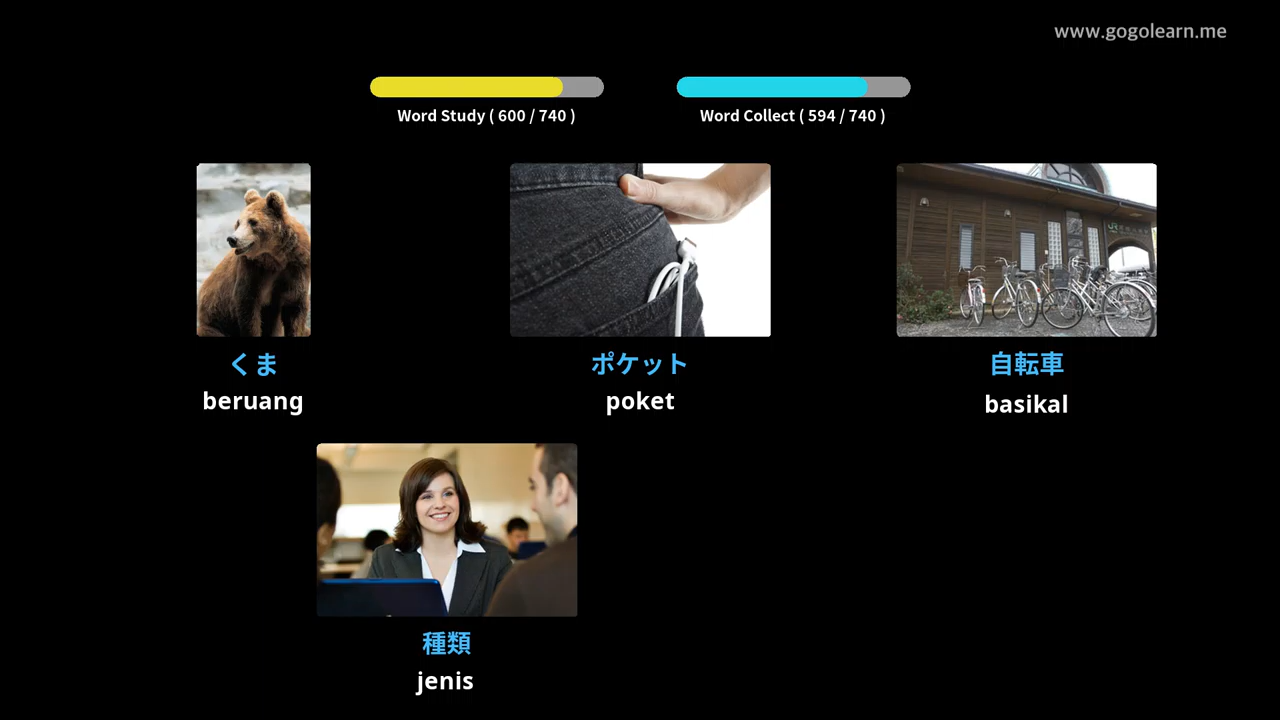 www.gogolearn.me
Word Study ( 600 / 740 )
Word Collect ( 594 / 740 )
くま
beruang
ポケット
poket
自転車
basikal
種類
jenis